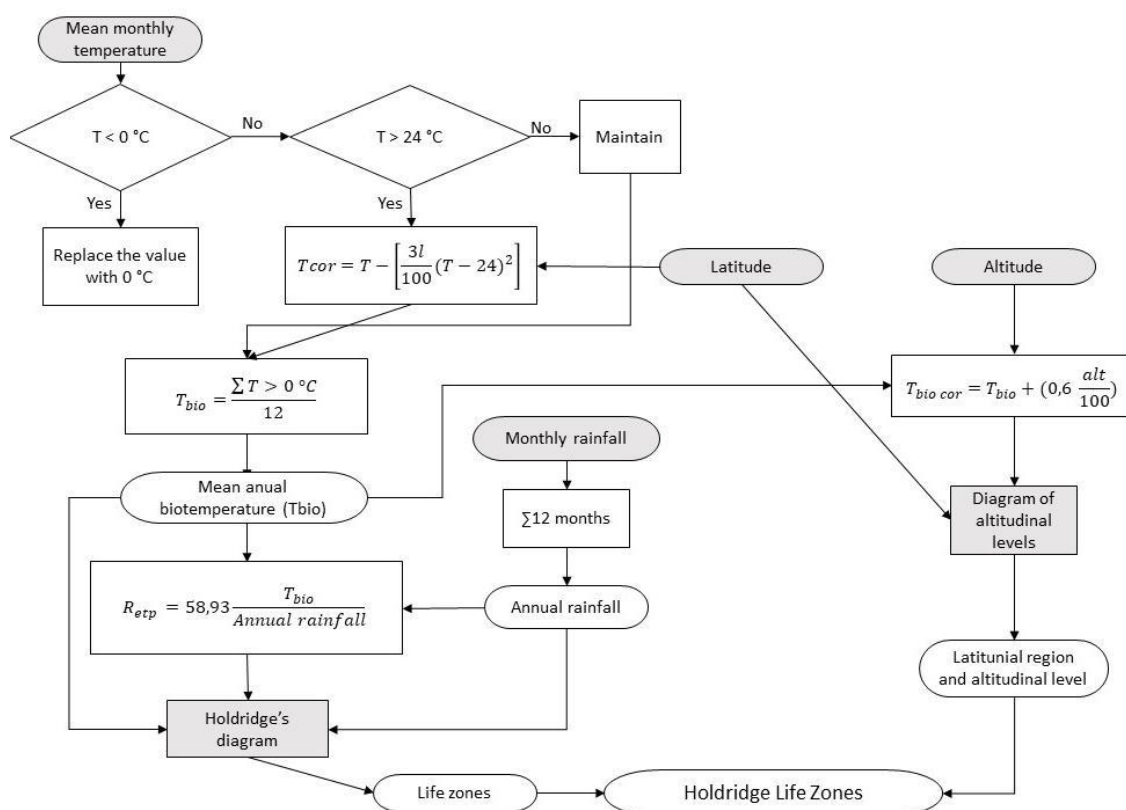 Mean monthly
temperature
T < 0 °C
No
T > 24 °C
No
Maintain
Yes
Yes
Replace the value
with 0 °C
Tcor = T − [3l/100 (T − 24)²]
Latitude
Altitude
T_bio = ∑ T > 0 °C / 12
T_bio cor = T_bio + (0,6 alt/100)
Monthly rainfall
Mean anual
biotemperature (Tbio)
∑12 months
Diagram of
altitudinal
levels
R_etp = 58,93 T_bio / Annual rainfall
Annual rainfall
Latitunial region
and altitudinal level
Holdridge's
diagram
Life zones
Holdridge Life Zones